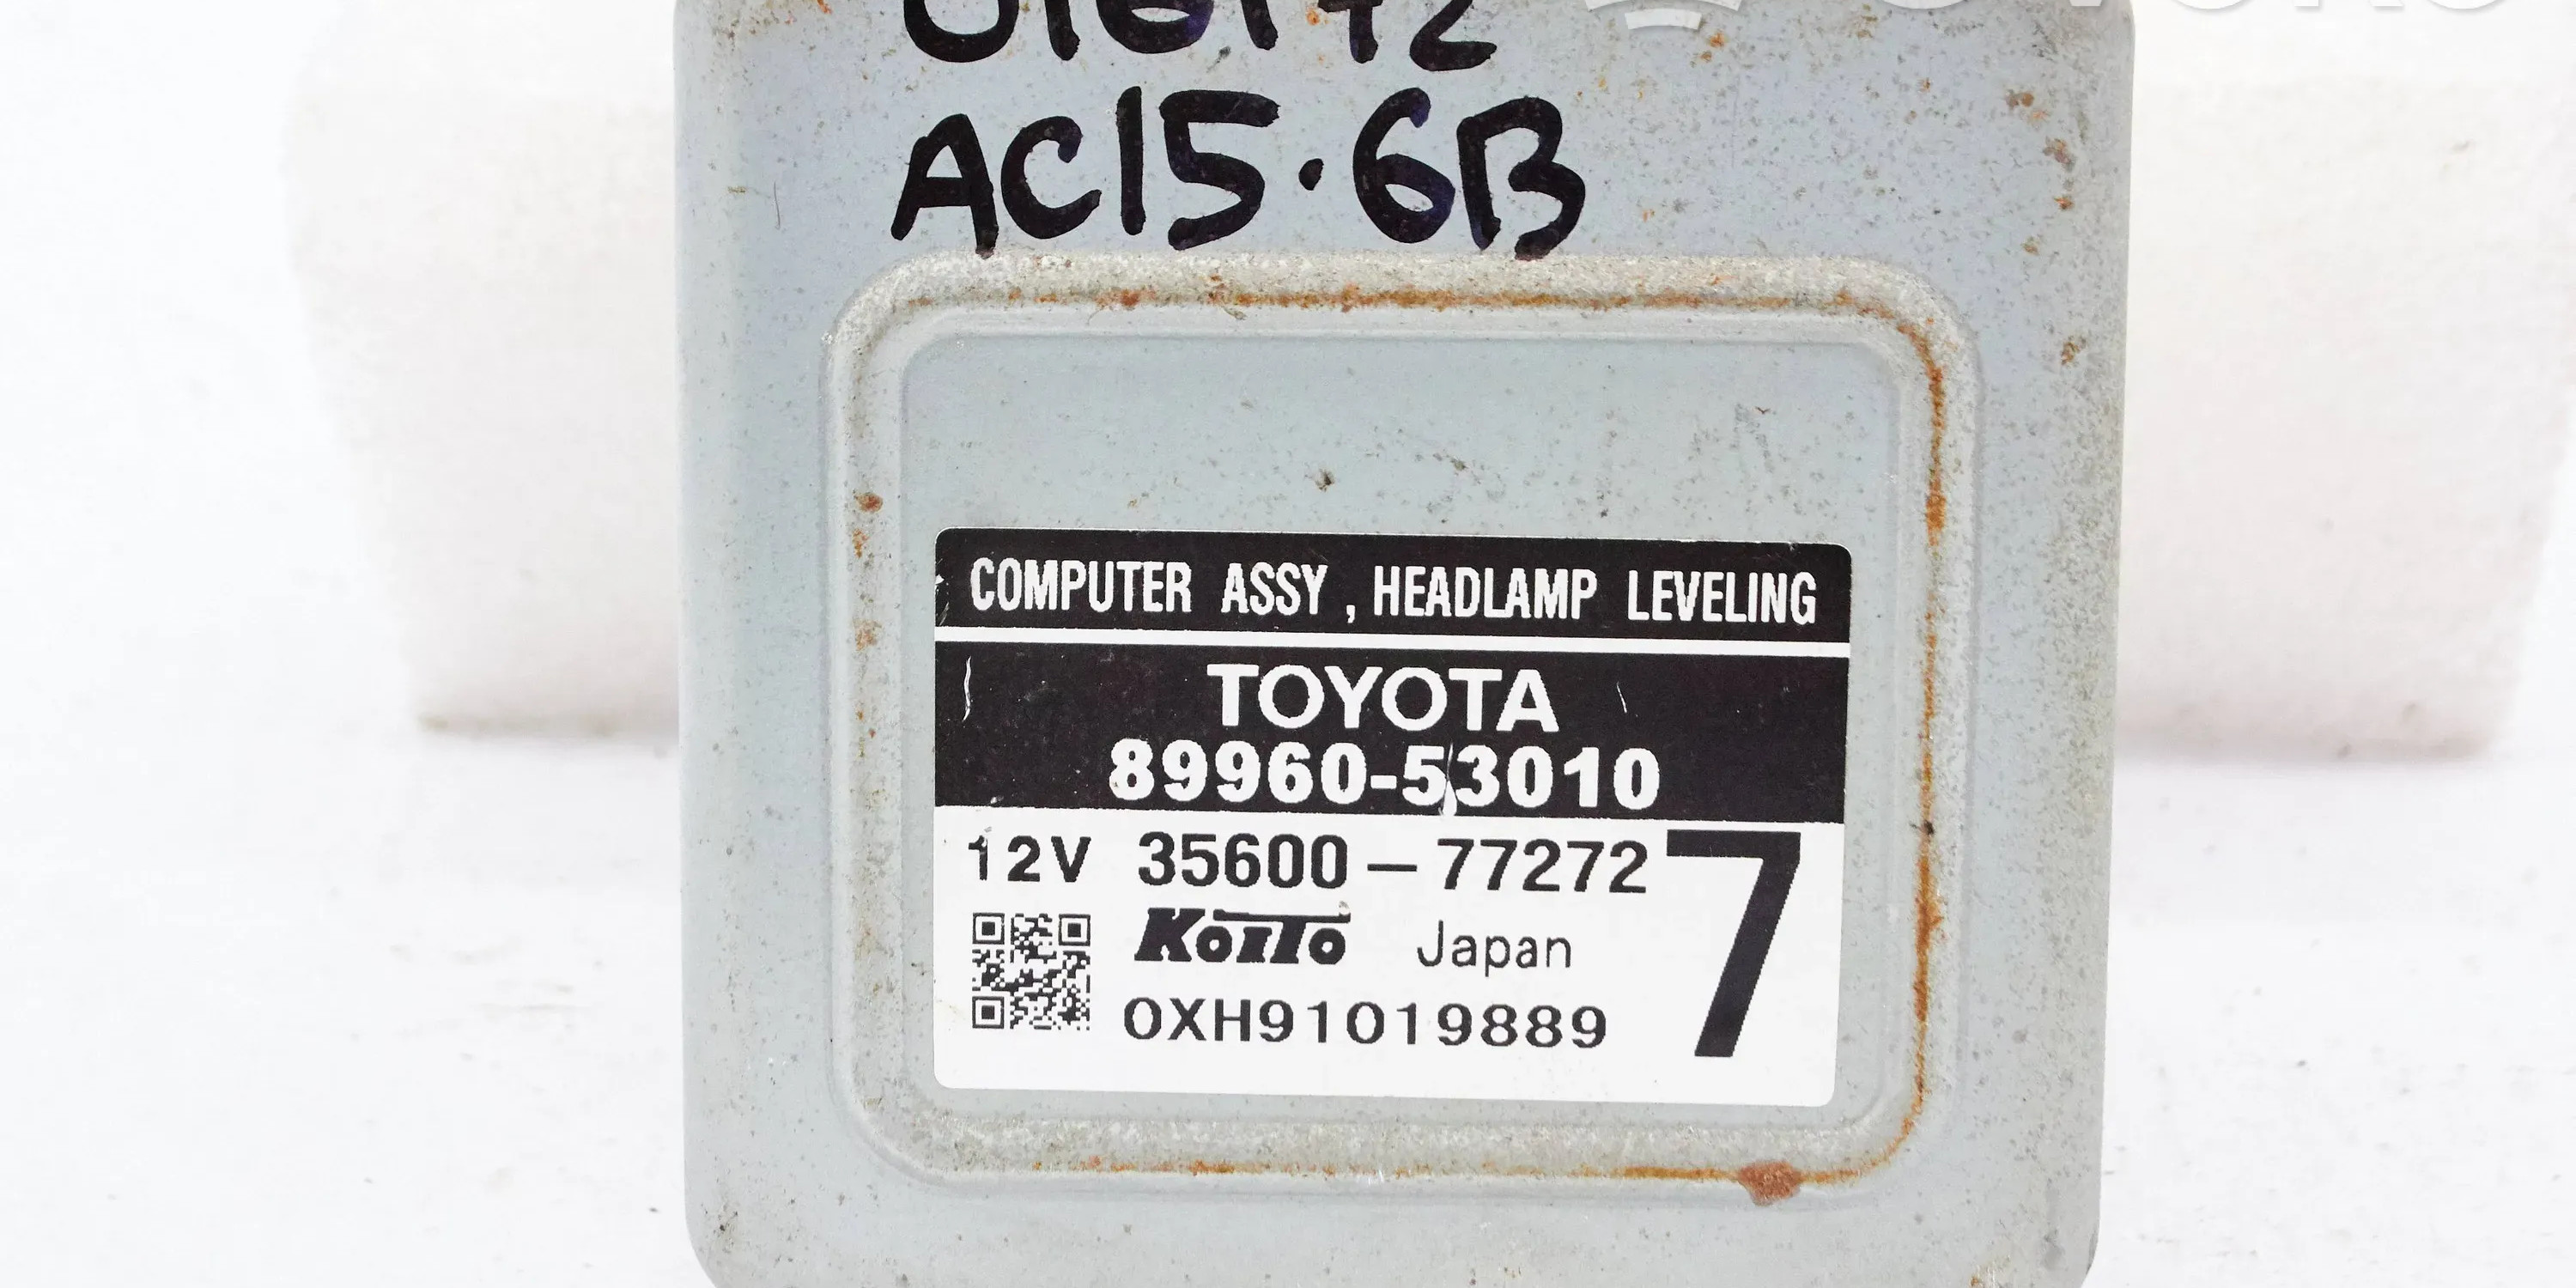 AC15.6B
COMPUTER ASSY, HEADLAMP LEVELING
TOYOTA
89960-53010
12V 35600-77272 7
KOITO Japan
0XH91019889